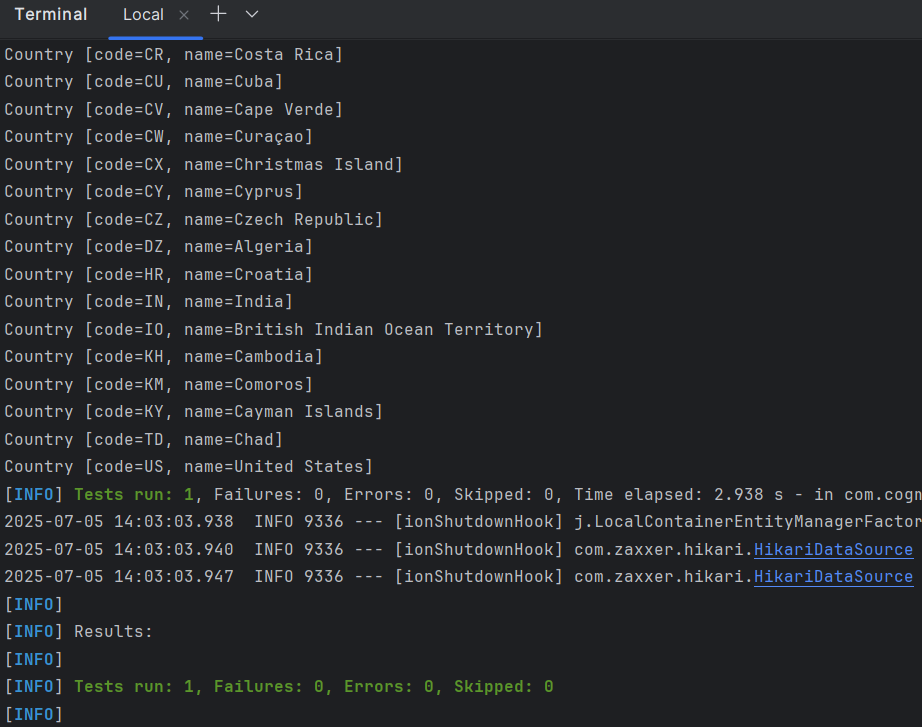 Terminal Local × + ⌄
Country [code=CR, name=Costa Rica]
Country [code=CU, name=Cuba]
Country [code=CV, name=Cape Verde]
Country [code=CW, name=Curaçao]
Country [code=CX, name=Christmas Island]
Country [code=CY, name=Cyprus]
Country [code=CZ, name=Czech Republic]
Country [code=DZ, name=Algeria]
Country [code=HR, name=Croatia]
Country [code=IN, name=India]
Country [code=IO, name=British Indian Ocean Territory]
Country [code=KH, name=Cambodia]
Country [code=KM, name=Comoros]
Country [code=KY, name=Cayman Islands]
Country [code=TD, name=Chad]
Country [code=US, name=United States]
[INFO] Tests run: 1, Failures: 0, Errors: 0, Skipped: 0, Time elapsed: 2.938 s - in com.cogn
2025-07-05 14:03:03.938  INFO 9336 --- [ionShutdownHook] j.LocalContainerEntityManagerFactor
2025-07-05 14:03:03.940  INFO 9336 --- [ionShutdownHook] com.zaxxer.hikari.HikariDataSource
2025-07-05 14:03:03.947  INFO 9336 --- [ionShutdownHook] com.zaxxer.hikari.HikariDataSource
[INFO]
[INFO] Results:
[INFO]
[INFO] Tests run: 1, Failures: 0, Errors: 0, Skipped: 0
[INFO]